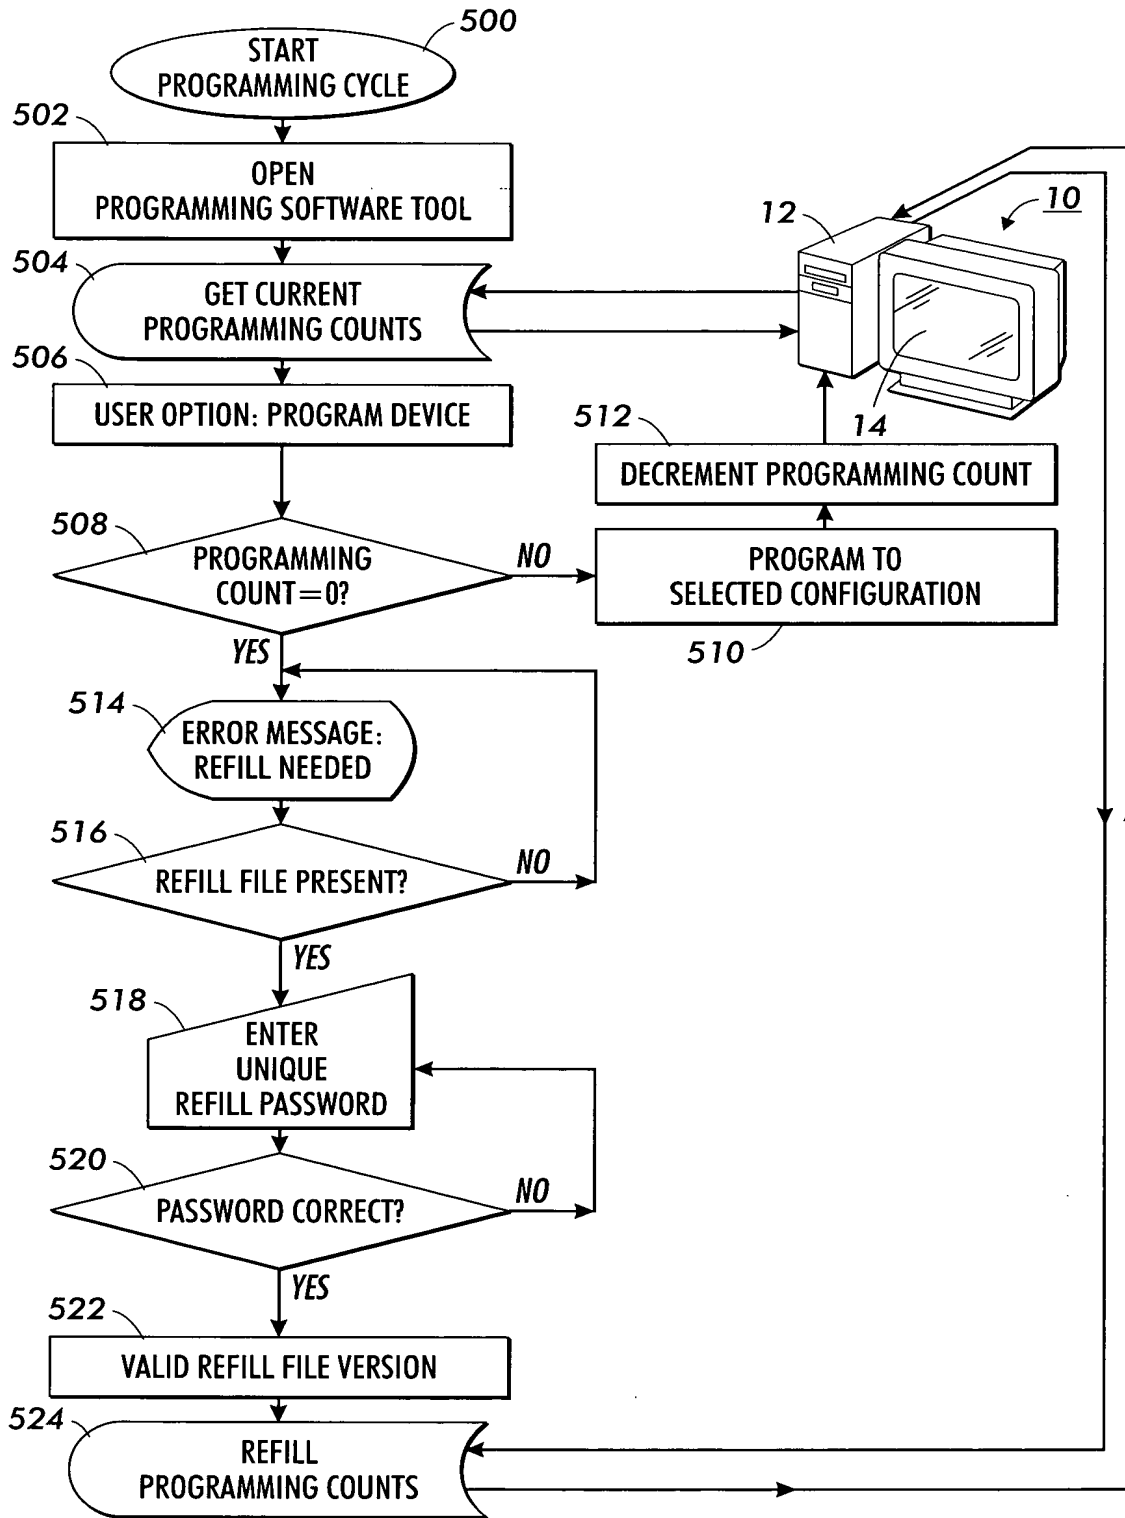 500
START
PROGRAMMING CYCLE
502
OPEN
PROGRAMMING SOFTWARE TOOL
12
10
504
GET CURRENT
PROGRAMMING COUNTS
14
506
USER OPTION: PROGRAM DEVICE
512
DECREMENT PROGRAMMING COUNT
508
PROGRAMMING
COUNT=0?
NO
PROGRAM TO
SELECTED CONFIGURATION
510
YES
514
ERROR MESSAGE:
REFILL NEEDED
516
REFILL FILE PRESENT?
NO
YES
518
ENTER
UNIQUE
REFILL PASSWORD
520
PASSWORD CORRECT?
NO
YES
522
VALID REFILL FILE VERSION
524
REFILL
PROGRAMMING COUNTS